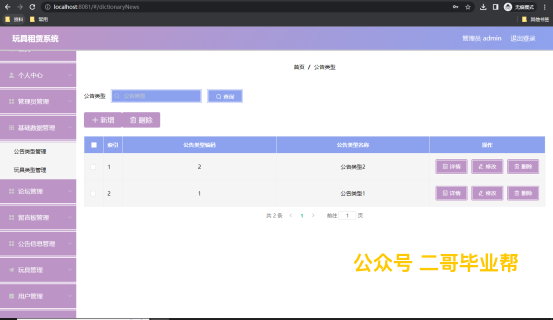 localhost:8081/#/dictionaryNews
无痕模式
资料 常用
所有书签
玩具租赁系统
管理员 admin 退出登录
个人中心
管理员管理
基础数据管理
公告类型管理
玩具类型管理
论坛管理
留言板管理
公告信息管理
玩具管理
用户管理
首页 / 公告类型
公告类型 公告类型 查询
新增 删除
索引 公告类型编码 公告类型名称 操作
1 2 公告类型2 详情 修改 删除
2 1 公告类型1 详情 修改 删除
共 2 条 1 前往 1 页
公众号 二哥毕业帮